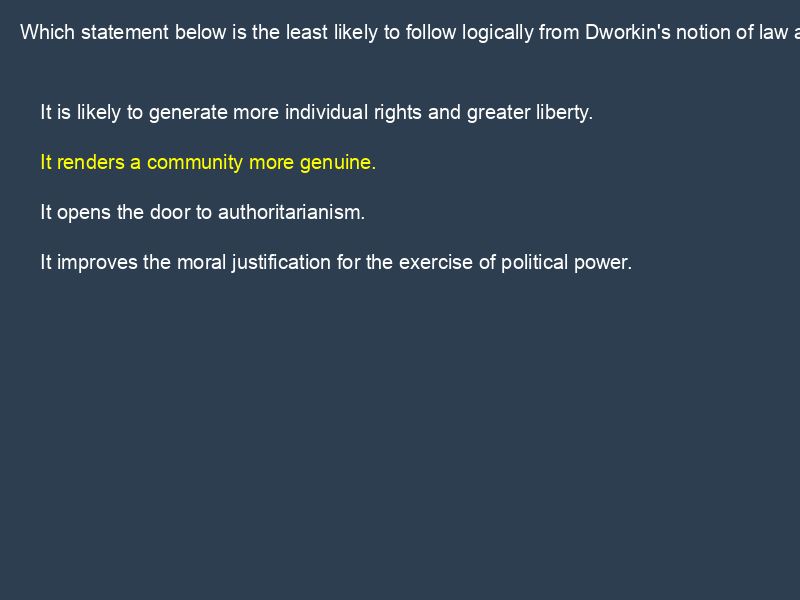 Which statement below is the least likely to follow logically from Dworkin's notion of law
It is likely to generate more individual rights and greater liberty.
It renders a community more genuine.
It opens the door to authoritarianism.
It improves the moral justification for the exercise of political power.